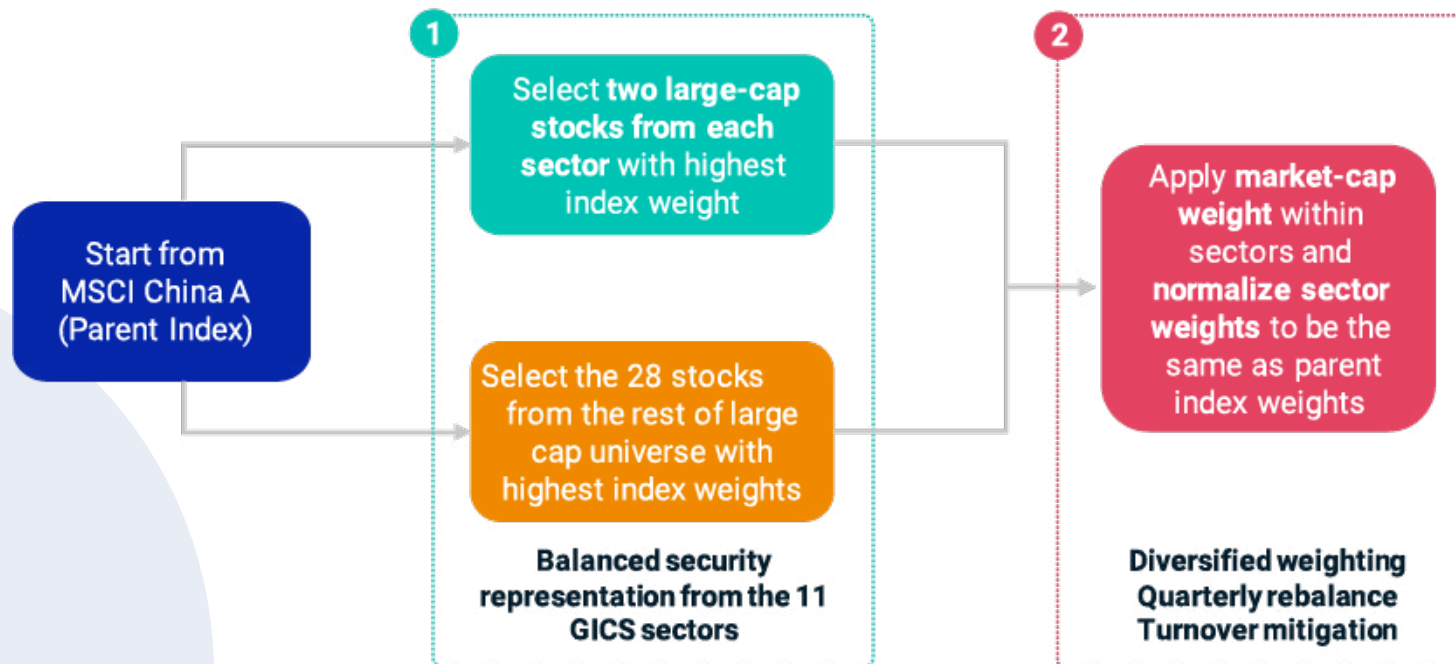 1
Select two large-cap
stocks from each
sector with highest
index weight
Start from
MSCI China A
(Parent Index)
Select the 28 stocks
from the rest of large
cap universe with
highest index weights
Balanced security
representation from the 11
GICS sectors
2
Apply market-cap
weight within
sectors and
normalize sector
weights to be the
same as parent
index weights
Diversified weighting
Quarterly rebalance
Turnover mitigation